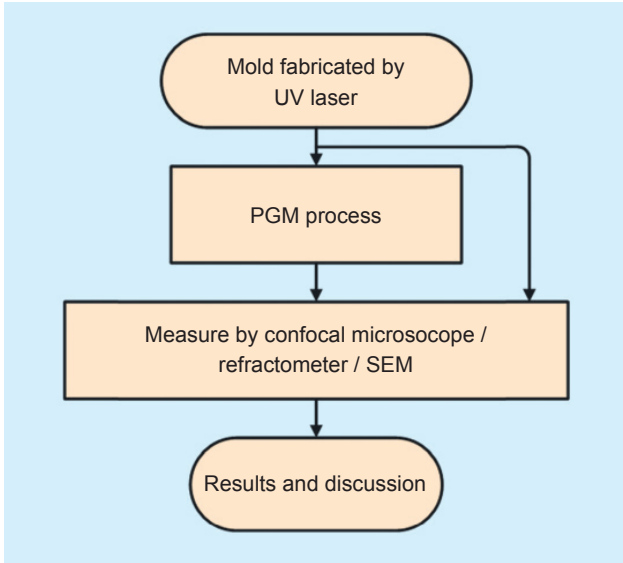 Mold fabricated by
UV laser
PGM process
Measure by confocal microsocope /
refractometer / SEM
Results and discussion